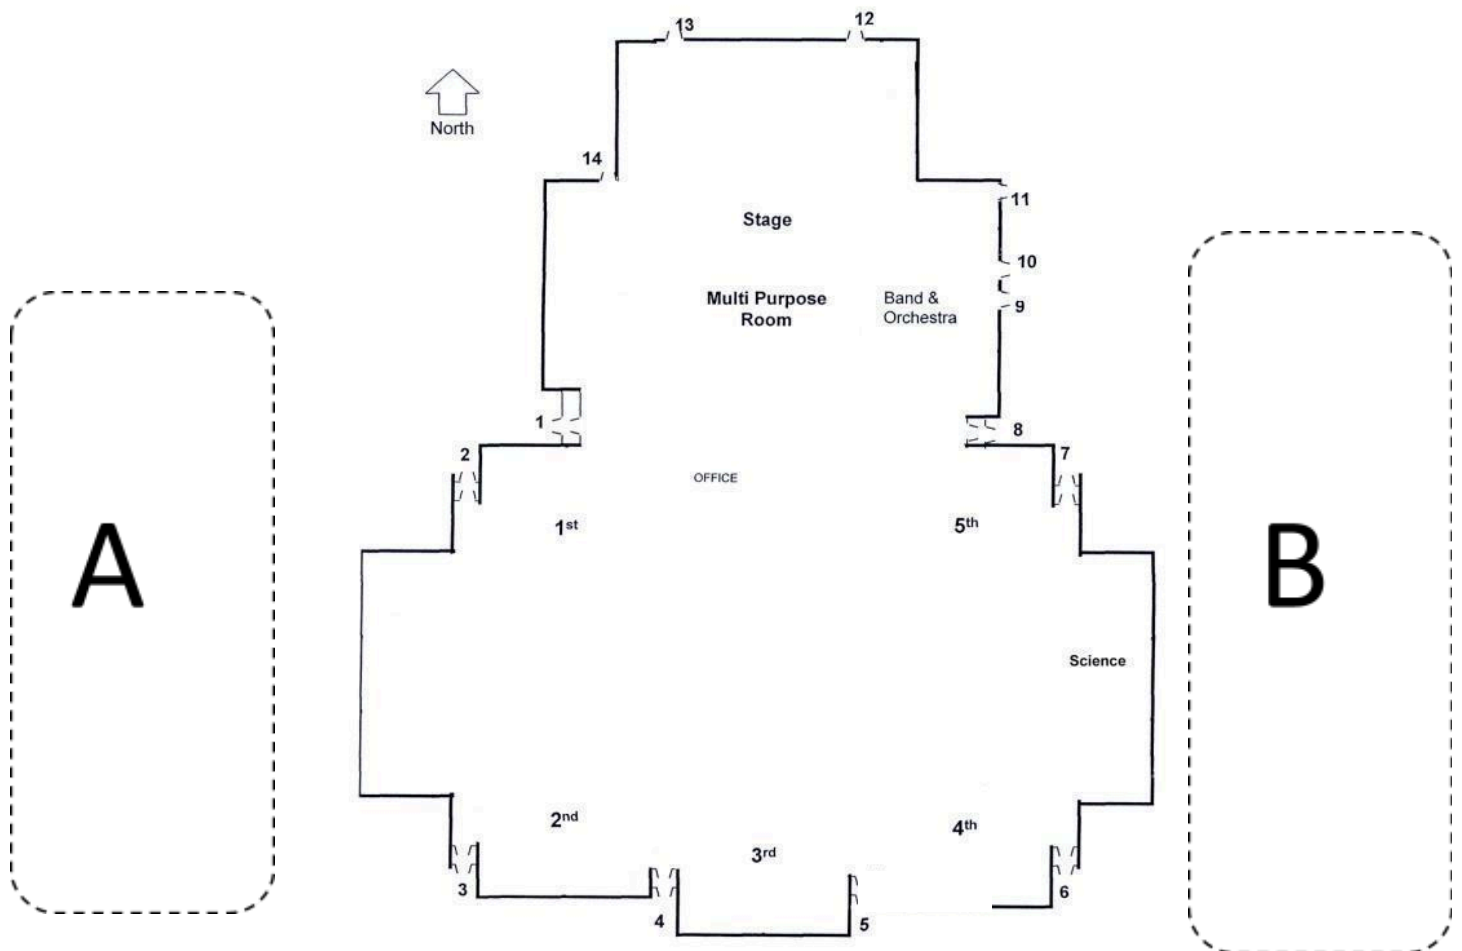 13
12
North
14
11
Stage
10
Multi Purpose
Room
Band &
Orchestra
9
1
8
2
7
OFFICE
1st
5th
A
B
Science
2nd
4th
3rd
3
6
4
5